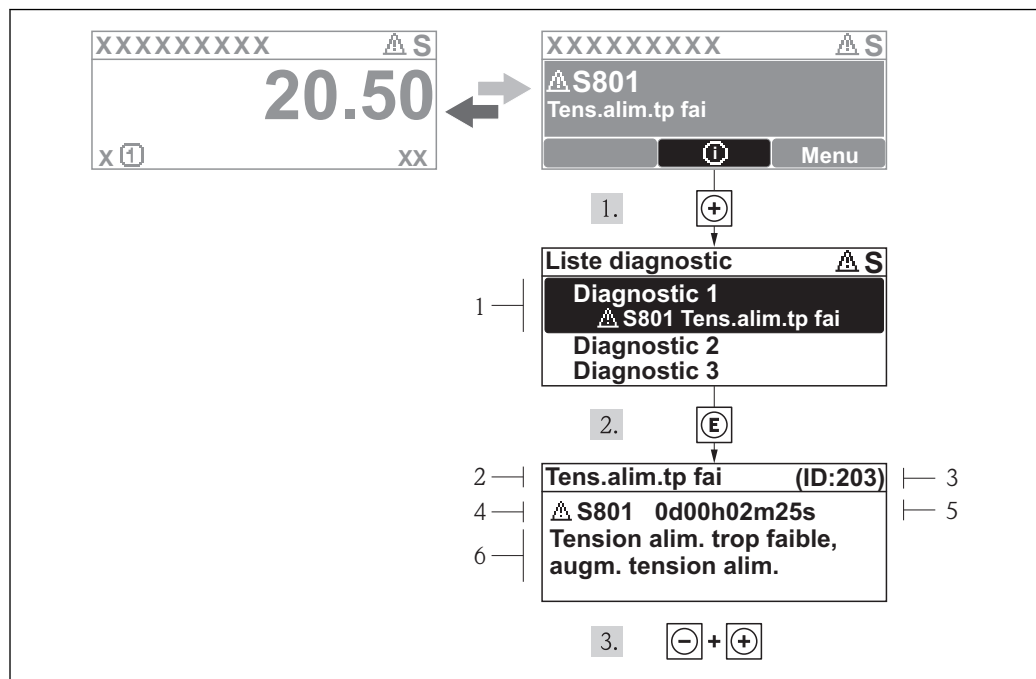 XXXXXXXXX ⚠ S
20.50
x ① xx
XXXXXXXXX ⚠ S
⚠ S801
Tens.alim.tp fai
ⓘ Menu
1. +
Liste diagnostic ⚠ S
1
Diagnostic 1
⚠ S801 Tens.alim.tp fai
Diagnostic 2
Diagnostic 3
2. E
2 Tens.alim.tp fai (ID:203) 3
4 ⚠ S801 0d00h02m25s 5
6
Tension alim. trop faible,
augm. tension alim.
3. - + +